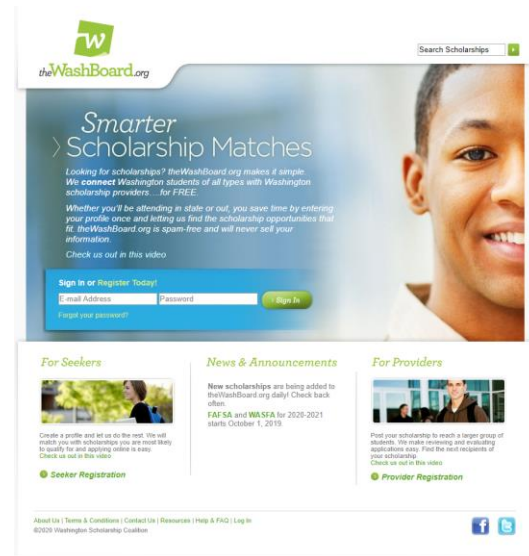 w
theWashBoard.org
Search Scholarships
Smarter
Scholarship Matches
Looking for scholarships? theWashBoard.org makes it simple.
We connect Washington students of all types with Washington
scholarship providers....for FREE.
Whether you'll be attending in state or out, you save time by entering
your profile once and letting us find the scholarship opportunities that
fit. theWashBoard.org is spam-free and will never sell your
information.
Check us out in this video
Sign In or Register Today!
E-mail Address
Password
Sign In
Forgot your password?
For Seekers
Create a profile and let us do the rest. We will
match you with scholarships you are most likely
to qualify for and applying online is easy.
Check us out in this video
Seeker Registration
News & Announcements
New scholarships are being added to
theWashBoard.org daily! Check back
often.
FAFSA and WASFA for 2020-2021
starts October 1, 2019.
For Providers
Post your scholarship to reach a larger group of
students. We make reviewing and evaluating
applications easy. Find the next recipients of
your scholarship.
Check us out in this video
Provider Registration
About Us | Terms & Conditions | Contact Us | Resources | Help & FAQ | Log In
©2020 Washington Scholarship Coalition